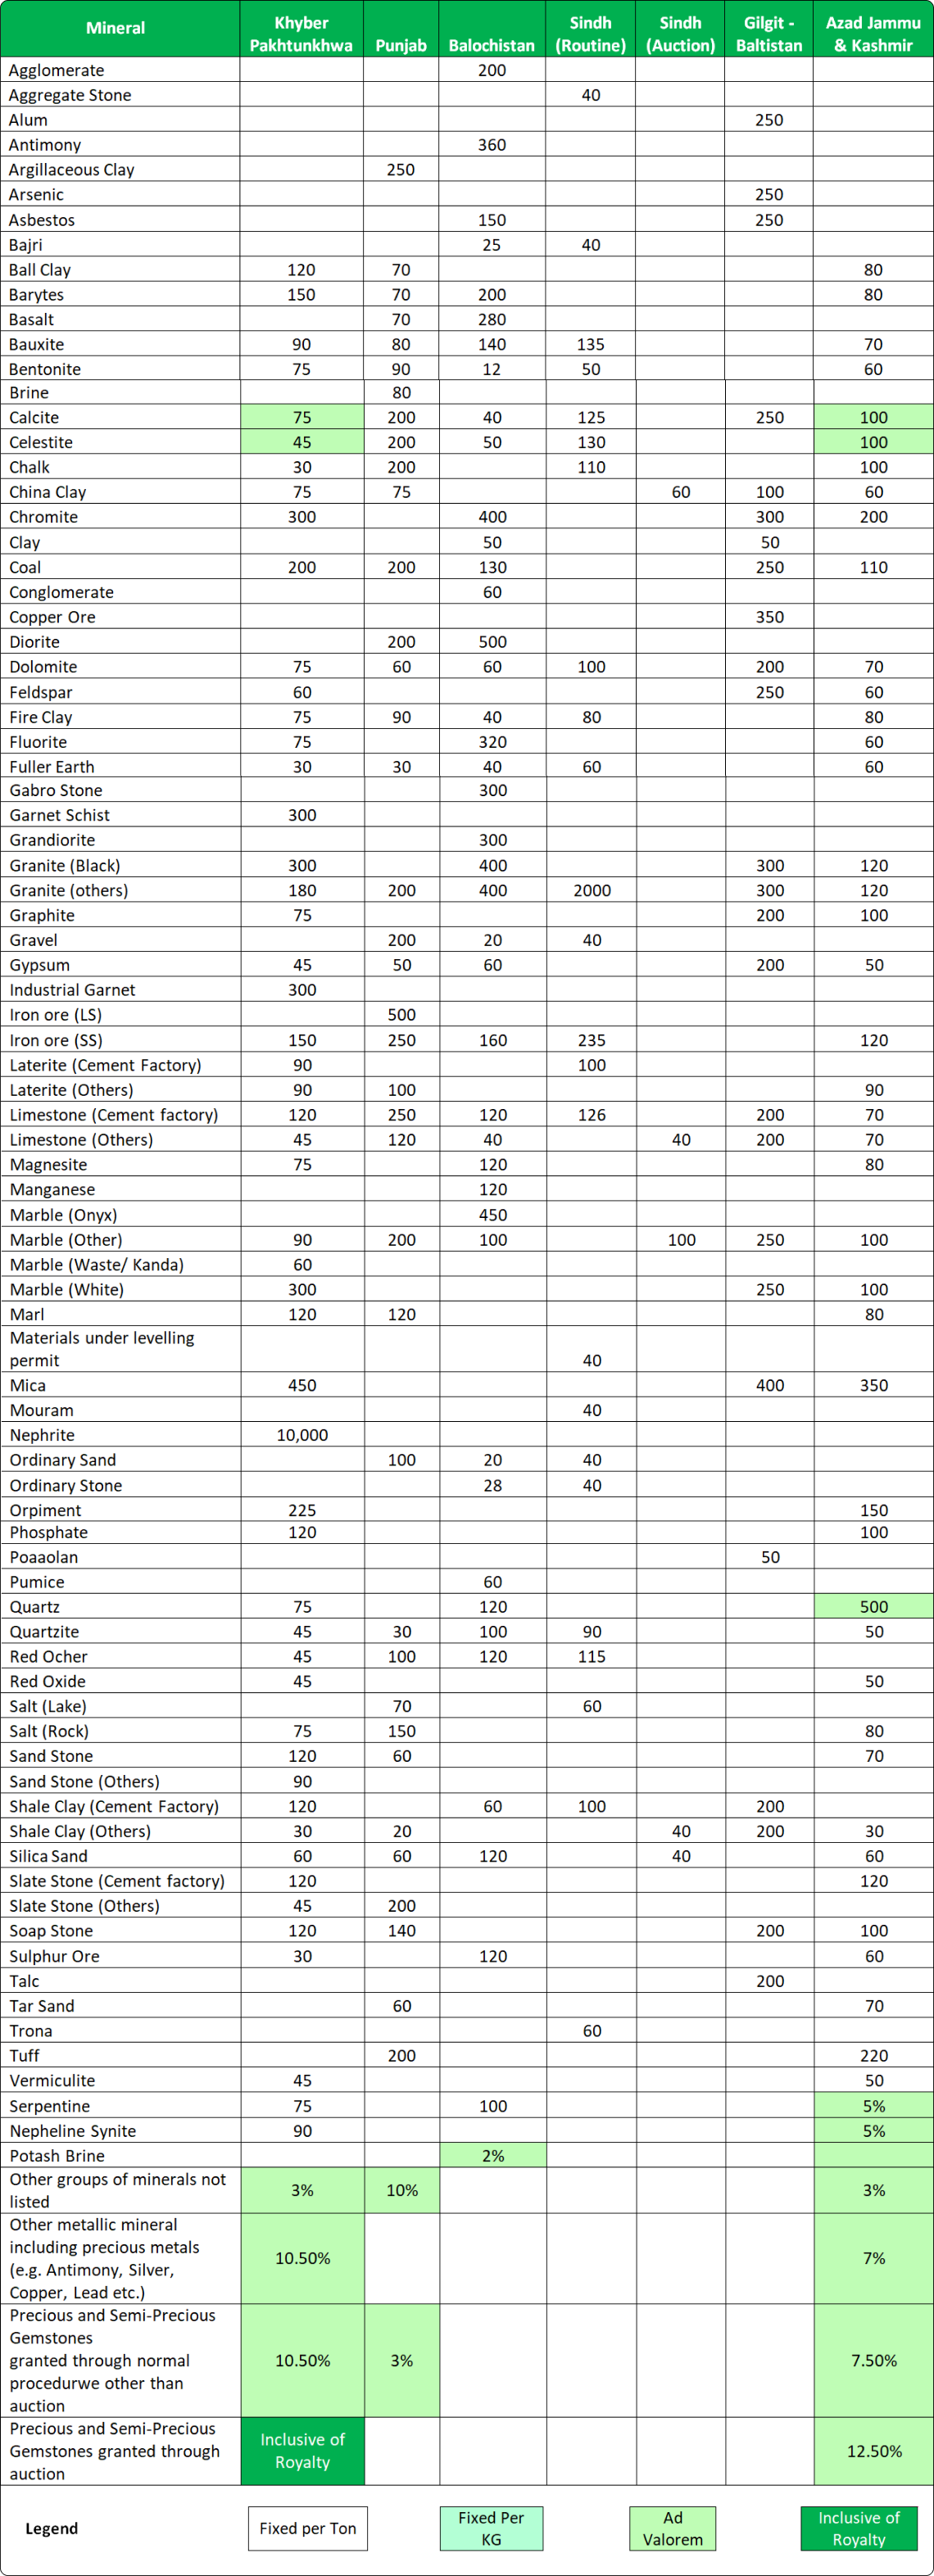 Mineral Khyber Pakhtunkhwa Punjab Balochistan Sindh (Routine) Sindh (Auction) Gilgit - Baltistan Azad Jammu & Kashmir
Agglomerate 200
Aggregate Stone 40
Alum 250
Antimony 360
Argillaceous Clay 250
Arsenic 250
Asbestos 150 250
Bajri 25 40
Ball Clay 120 70 80
Barytes 150 70 200 80
Basalt 70 280
Bauxite 90 80 140 135 70
Bentonite 75 90 12 50 60
Brine 80
Calcite 75 200 40 125 250 100
Celestite 45 200 50 130 100
Chalk 30 200 110 100
China Clay 75 75 60 100 60
Chromite 300 400 300 200
Clay 50 50
Coal 200 200 130 250 110
Conglomerate 60
Copper Ore 350
Diorite 200 500
Dolomite 75 60 60 100 200 70
Feldspar 60 250 60
Fire Clay 75 90 40 80 80
Fluorite 75 320 60
Fuller Earth 30 30 40 60 60
Gabro Stone 300
Garnet Schist 300
Grandiorite 300
Granite (Black) 300 400 300 120
Granite (others) 180 200 400 2000 300 120
Graphite 75 200 100
Gravel 200 20 40
Gypsum 45 50 60 200 50
Industrial Garnet 300
Iron ore (LS) 500
Iron ore (SS) 150 250 160 235 120
Laterite (Cement Factory) 90 100
Laterite (Others) 90 100 90
Limestone (Cement factory) 120 250 120 126 200 70
Limestone (Others) 45 120 40 40 200 70
Magnesite 75 120 80
Manganese 120
Marble (Onyx) 450
Marble (Other) 90 200 100 100 250 100
Marble (Waste/ Kanda) 60
Marble (White) 300 250 100
Marl 120 120 80
Materials under levelling
permit 40
Mica 450 400 350
Mouram 40
Nephrite 10,000
Ordinary Sand 100 20 40
Ordinary Stone 28 40
Orpiment 225 150
Phosphate 120 100
Poaaolan 50
Pumice 60
Quartz 75 120 500
Quartzite 45 30 100 90 50
Red Ocher 45 100 120 115
Red Oxide 45 50
Salt (Lake) 70 60
Salt (Rock) 75 150 80
Sand Stone 120 60 70
Sand Stone (Others) 90
Shale Clay (Cement Factory) 120 60 100 200
Shale Clay (Others) 30 20 40 200 30
Silica Sand 60 60 120 40 60
Slate Stone (Cement factory) 120 120
Slate Stone (Others) 45 200
Soap Stone 120 140 200 100
Sulphur Ore 30 120 60
Talc 200
Tar Sand 60 70
Trona 60
Tuff 200 220
Vermiculite 45 50
Serpentine 75 100 5%
Nepheline Synite 90 5%
Potash Brine 2%
Other groups of minerals not
listed 3% 10% 3%
Other metallic mineral
including precious metals
(e.g. Antimony, Silver,
Copper, Lead etc.) 10.50% 7%
Precious and Semi-Precious
Gemstones
granted through normal
procedurwe other than
auction 10.50% 3% 7.50%
Precious and Semi-Precious
Gemstones granted through
auction Inclusive of Royalty 12.50%
Legend Fixed per Ton Fixed Per KG Ad Valorem Inclusive of Royalty